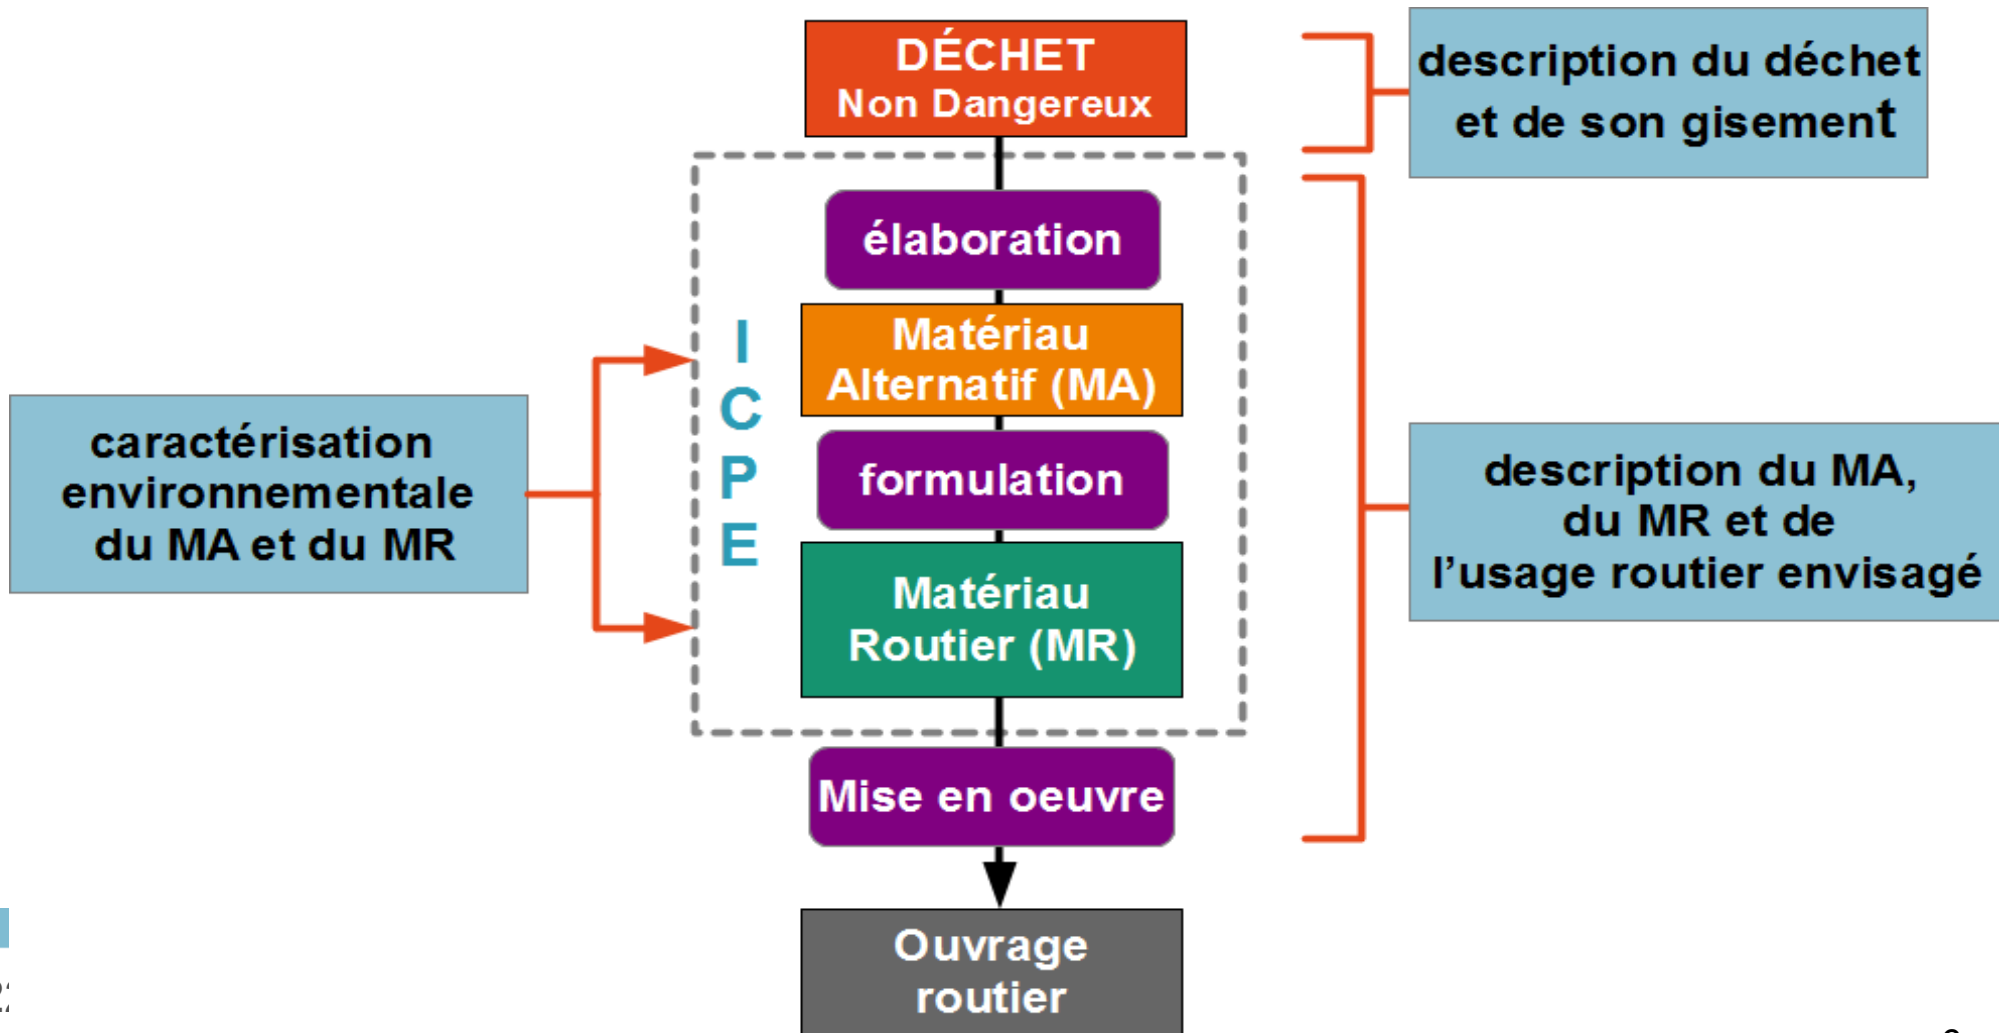 DÉCHET
Non Dangereux
description du déchet
et de son gisement
élaboration
I
C
P
E
Matériau
Alternatif (MA)
caractérisation
environnementale
du MA et du MR
formulation
description du MA,
du MR et de
l’usage routier envisagé
Matériau
Routier (MR)
Mise en oeuvre
Ouvrage
routier